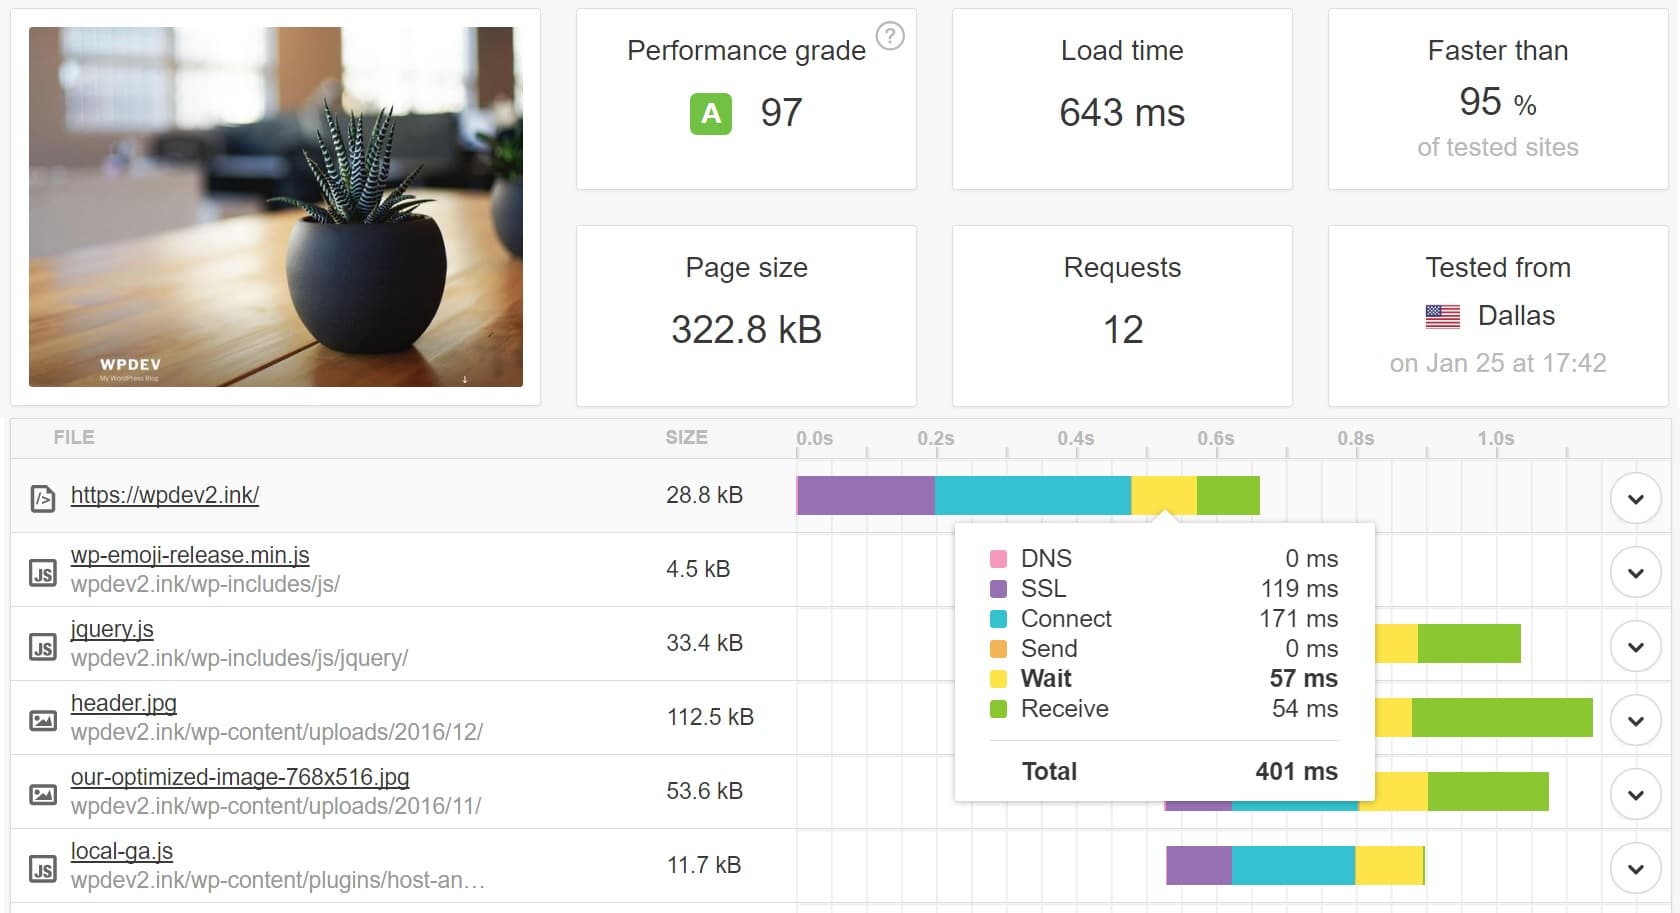 WPDEV
My WordPress Blog
Performance grade ?
A 97
Load time
643 ms
Faster than
95 %
of tested sites
Page size
322.8 kB
Requests
12
Tested from
Dallas
on Jan 25 at 17:42
FILE SIZE 0.0s 0.2s 0.4s 0.6s 0.8s 1.0s
</> https://wpdev2.ink/ 28.8 kB
JS wp-emoji-release.min.js 4.5 kB
wpdev2.ink/wp-includes/js/
JS jquery.js 33.4 kB
wpdev2.ink/wp-includes/js/jquery/
header.jpg 112.5 kB
wpdev2.ink/wp-content/uploads/2016/12/
our-optimized-image-768x516.jpg 53.6 kB
wpdev2.ink/wp-content/uploads/2016/11/
JS local-ga.js 11.7 kB
wpdev2.ink/wp-content/plugins/host-an…
DNS 0 ms
SSL 119 ms
Connect 171 ms
Send 0 ms
Wait 57 ms
Receive 54 ms
Total 401 ms